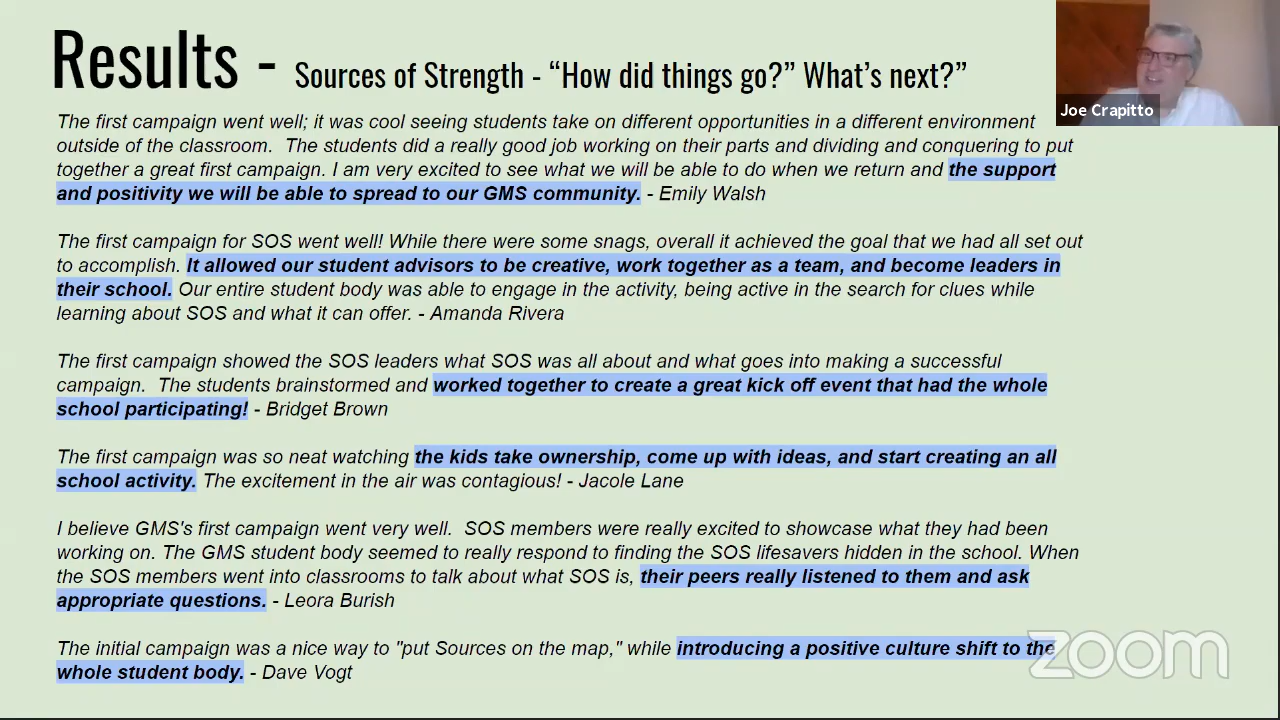 Results - Sources of Strength - “How did things go?” What’s next?”
Joe Crapitto
The first campaign went well; it was cool seeing students take on different opportunities in a different environment
outside of the classroom.  The students did a really good job working on their parts and dividing and conquering to put
together a great first campaign. I am very excited to see what we will be able to do when we return and the support
and positivity we will be able to spread to our GMS community. - Emily Walsh
The first campaign for SOS went well! While there were some snags, overall it achieved the goal that we had all set out
to accomplish. It allowed our student advisors to be creative, work together as a team, and become leaders in
their school. Our entire student body was able to engage in the activity, being active in the search for clues while
learning about SOS and what it can offer. - Amanda Rivera
The first campaign showed the SOS leaders what SOS was all about and what goes into making a successful
campaign.  The students brainstormed and worked together to create a great kick off event that had the whole
school participating! - Bridget Brown
The first campaign was so neat watching the kids take ownership, come up with ideas, and start creating an all
school activity. The excitement in the air was contagious! - Jacole Lane
I believe GMS's first campaign went very well.  SOS members were really excited to showcase what they had been
working on. The GMS student body seemed to really respond to finding the SOS lifesavers hidden in the school. When
the SOS members went into classrooms to talk about what SOS is, their peers really listened to them and ask
appropriate questions. - Leora Burish
The initial campaign was a nice way to "put Sources on the map," while introducing a positive culture shift to the
whole student body. - Dave Vogt
zoom